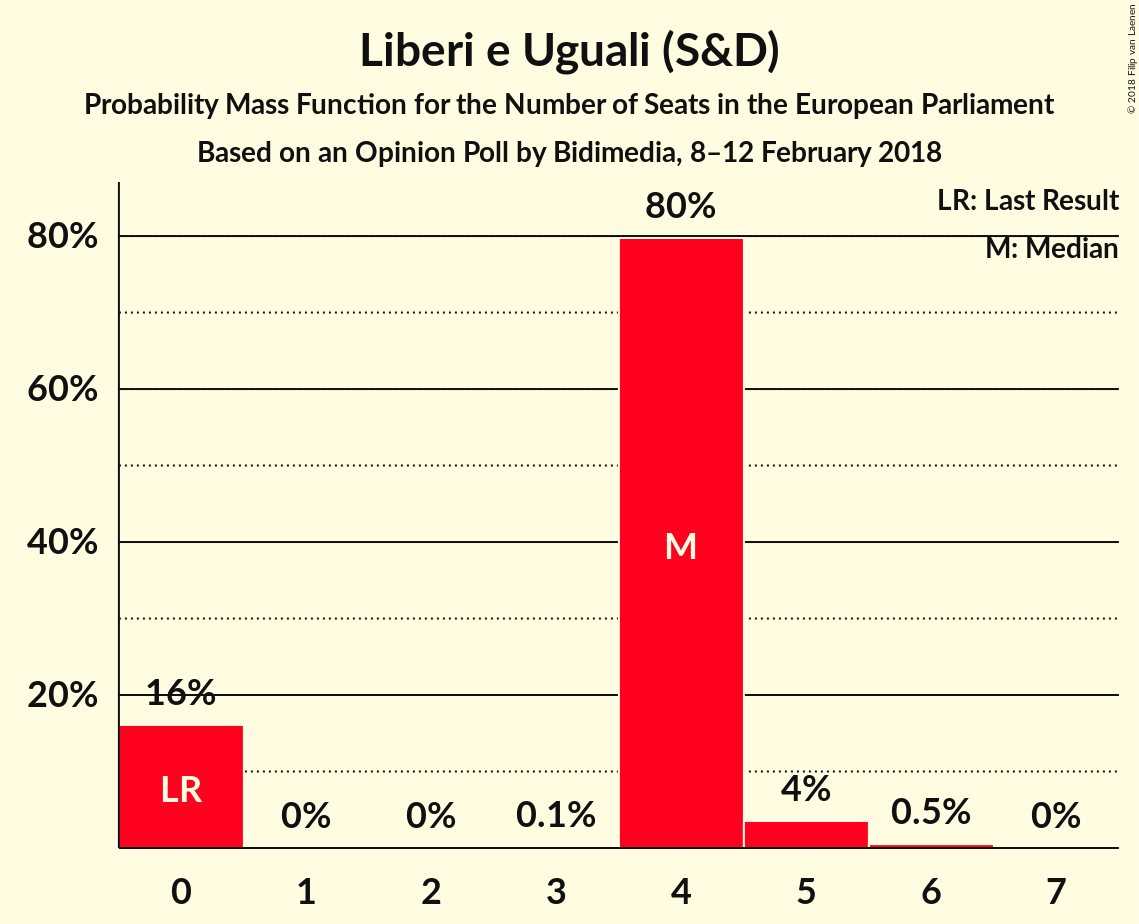 Liberi e Uguali (S&D)
Probability Mass Function for the Number of Seats in the European Parliament
Based on an Opinion Poll by Bidimedia, 8–12 February 2018
© 2018 Filip van Laenen
LR: Last Result
M: Median
80%
80%
60%
40%
20%
16%
0%
0%
0.1%
4%
0.5%
0%
LR
M
0 1 2 3 4 5 6 7